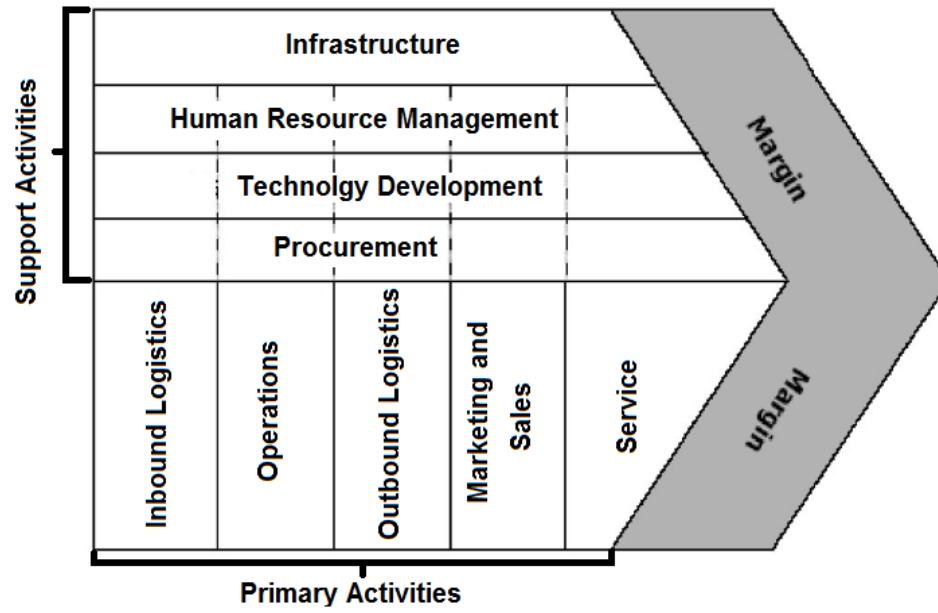 Support Activities
Infrastructure
Human Resource Management
Technolgy Development
Procurement
Margin
Inbound Logistics
Operations
Outbound Logistics
Marketing and
Sales
Service
Margin
Primary Activities